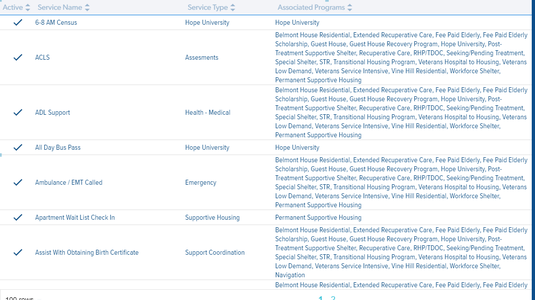 Active Service Name Service Type Associated Programs
6-8 AM Census Hope University Hope University
ACLS Assesments
Belmont House Residential, Extended Recuperative Care, Fee Paid Elderly, Fee Paid Elderly
Scholarship, Guest House, Guest House Recovery Program, Hope University, Post-
Treatment Supportive Shelter, Recuperative Care, RHP/TDOC, Seeking/Pending Treatment,
Special Shelter, STR, Transitional Housing Program, Veterans Hospital to Housing, Veterans
Low Demand, Veterans Service Intensive, Vine Hill Residential, Workforce Shelter,
Permanent Supportive Housing
ADL Support Health - Medical
Belmont House Residential, Extended Recuperative Care, Fee Paid Elderly, Fee Paid Elderly
Scholarship, Guest House, Guest House Recovery Program, Hope University, Post-
Treatment Supportive Shelter, Recuperative Care, RHP/TDOC, Seeking/Pending Treatment,
Special Shelter, STR, Transitional Housing Program, Veterans Hospital to Housing, Veterans
Low Demand, Veterans Service Intensive, Vine Hill Residential, Workforce Shelter,
Permanent Supportive Housing
All Day Bus Pass Hope University Hope University
Ambulance / EMT Called Emergency
Belmont House Residential, Extended Recuperative Care, Fee Paid Elderly, Fee Paid Elderly
Scholarship, Guest House, Guest House Recovery Program, Hope University, Post-
Treatment Supportive Shelter, Recuperative Care, RHP/TDOC, Seeking/Pending Treatment,
Special Shelter, STR, Transitional Housing Program, Veterans Hospital to Housing, Veterans
Low Demand, Veterans Service Intensive, Vine Hill Residential, Workforce Shelter,
Permanent Supportive Housing
Apartment Wait List Check In Supportive Housing Permanent Supportive Housing
Assist With Obtaining Birth Certificate Support Coordination
Belmont House Residential, Extended Recuperative Care, Fee Paid Elderly, Fee Paid Elderly
Scholarship, Guest House, Guest House Recovery Program, Hope University, Post-
Treatment Supportive Shelter, Recuperative Care, RHP/TDOC, Seeking/Pending Treatment,
Special Shelter, STR, Transitional Housing Program, Veterans Hospital to Housing, Veterans
Low Demand, Veterans Service Intensive, Vine Hill Residential, Workforce Shelter,
Navigation
Belmont House Residential, Extended Recuperative Care, Fee Paid Elderly, Fee Paid Elderly
100 rows 1 2